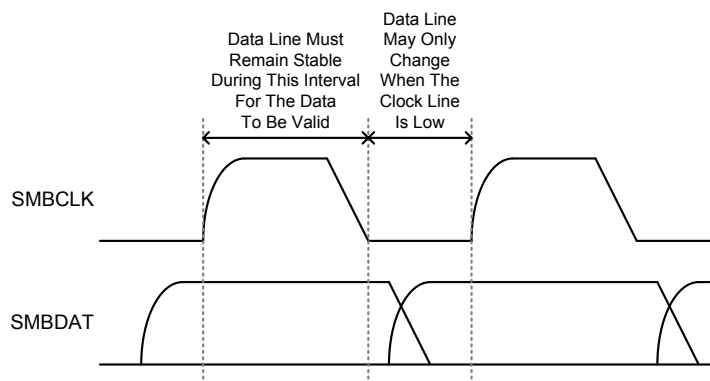 Data Line Must
Remain Stable
During This Interval
For The Data
To Be Valid
Data Line
May Only
Change
When The
Clock Line
Is Low
SMBCLK
SMBDAT